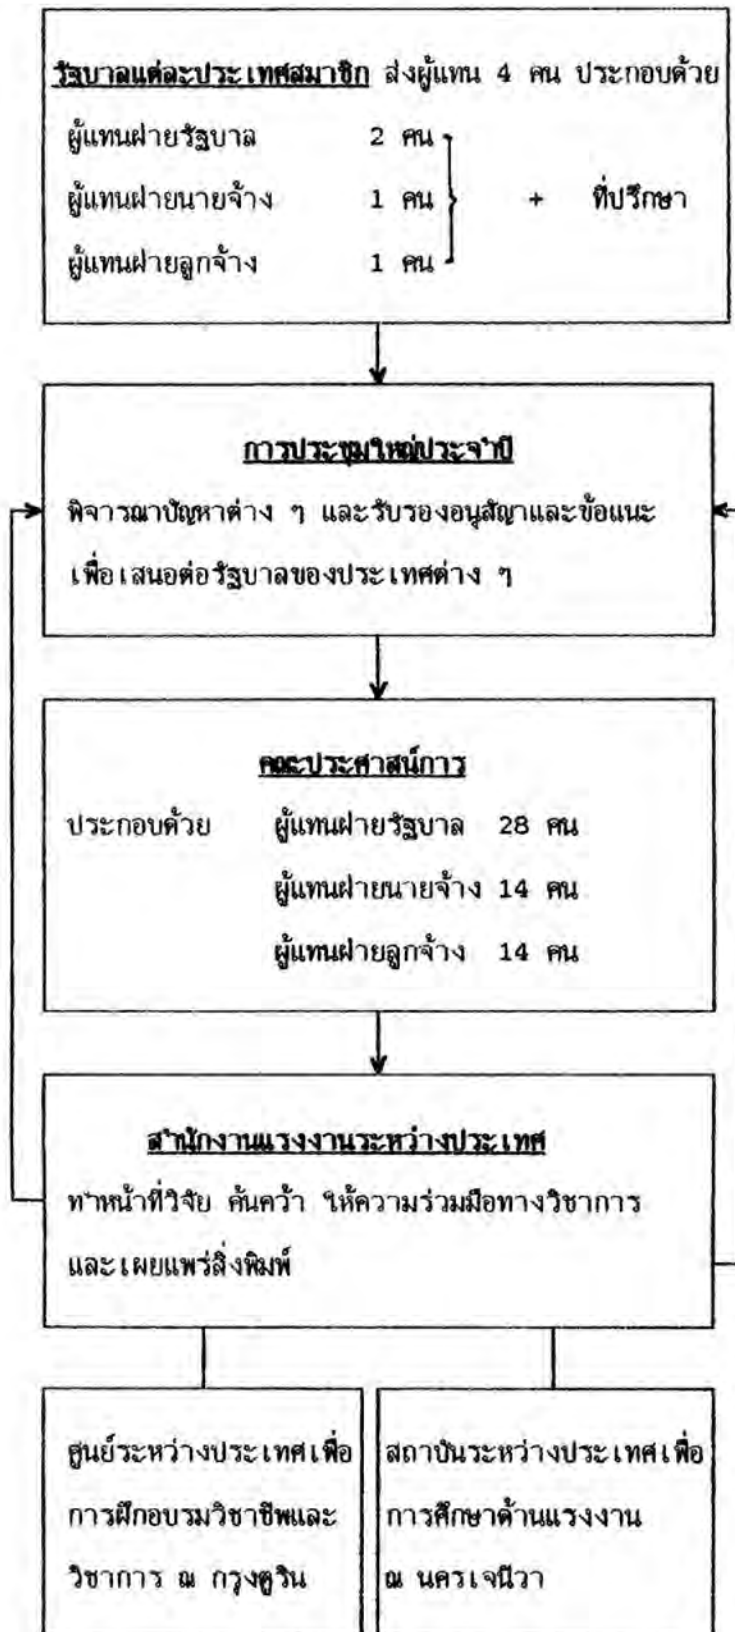 รัฐบาลแต่ละประเทศสมาชิก ส่งผู้แทน 4 คน ประกอบด้วย
ผู้แทนฝ่ายรัฐบาล 2 คน
ผู้แทนฝ่ายนายจ้าง 1 คน + ที่ปรึกษา
ผู้แทนฝ่ายลูกจ้าง 1 คน
การประชุมใหญ่ประจำปี
พิจารณาปัญหาต่าง ๆ และรับรองอนุสัญาและข้อแนะ
เพื่อเสนอต่อรัฐบาลของประเทศต่าง ๆ
คณะประศาสน์การ
ประกอบด้วย ผู้แทนฝ่ายรัฐบาล 28 คน
ผู้แทนฝ่ายนายจ้าง 14 คน
ผู้แทนฝ่ายลูกจ้าง 14 คน
สำนักงานแรงงานระหว่างประเทศ
ทำหน้าที่วิจัย ค้นคว้า ให้ความร่วมมือทางวิชาการ
และเผยแพร่สิ่งพิมพ์
ศูนย์ระหว่างประเทศเพื่อ
การฝึกอบรมวิชาชีพและ
วิชาการ ณ กรุงตูริน
สถาบันระหว่างประเทศเพื่อ
การศึกษาด้านแรงงาน
ณ นครเจนีวา